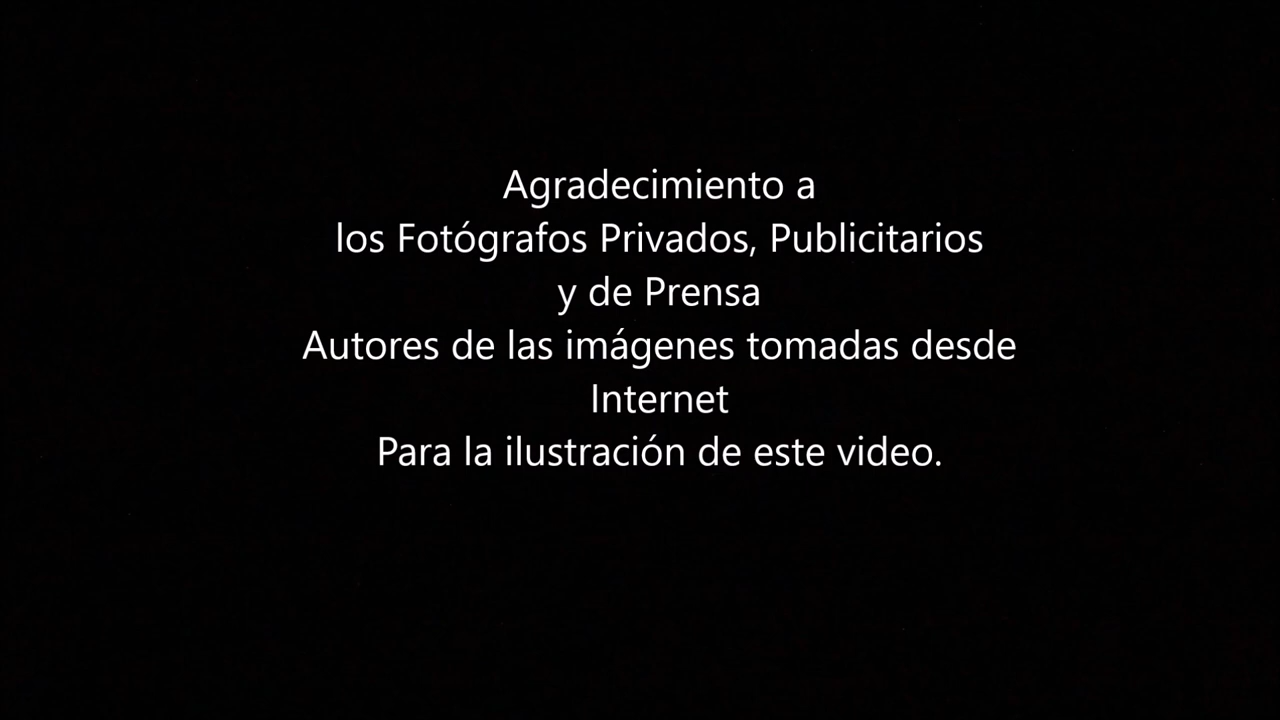 Agradecimiento a
los Fotógrafos Privados, Publicitarios
y de Prensa
Autores de las imágenes tomadas desde
Internet
Para la ilustración de este video.